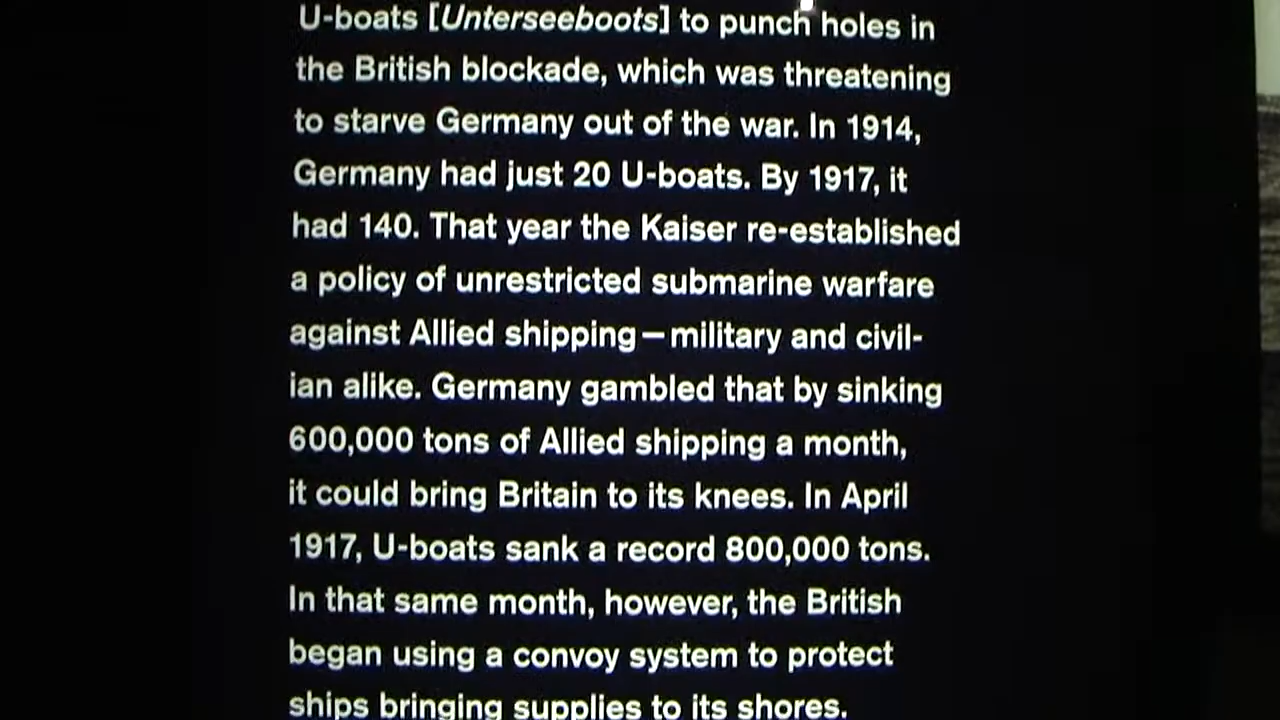 U-boats [Unterseeboots] to punch holes in
the British blockade, which was threatening
to starve Germany out of the war. In 1914,
Germany had just 20 U-boats. By 1917, it
had 140. That year the Kaiser re-established
a policy of unrestricted submarine warfare
against Allied shipping—military and civil-
ian alike. Germany gambled that by sinking
600,000 tons of Allied shipping a month,
it could bring Britain to its knees. In April
1917, U-boats sank a record 800,000 tons.
In that same month, however, the British
began using a convoy system to protect
ships bringing supplies to its shores.